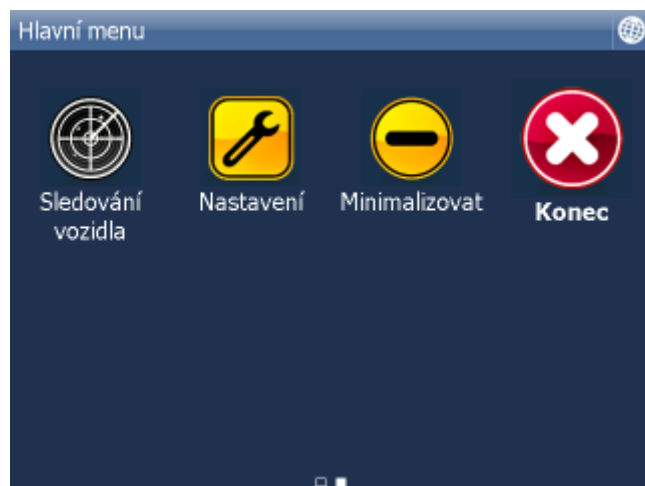 Hlavní menu
Sledování
vozidla
Nastavení
Minimalizovat
Konec